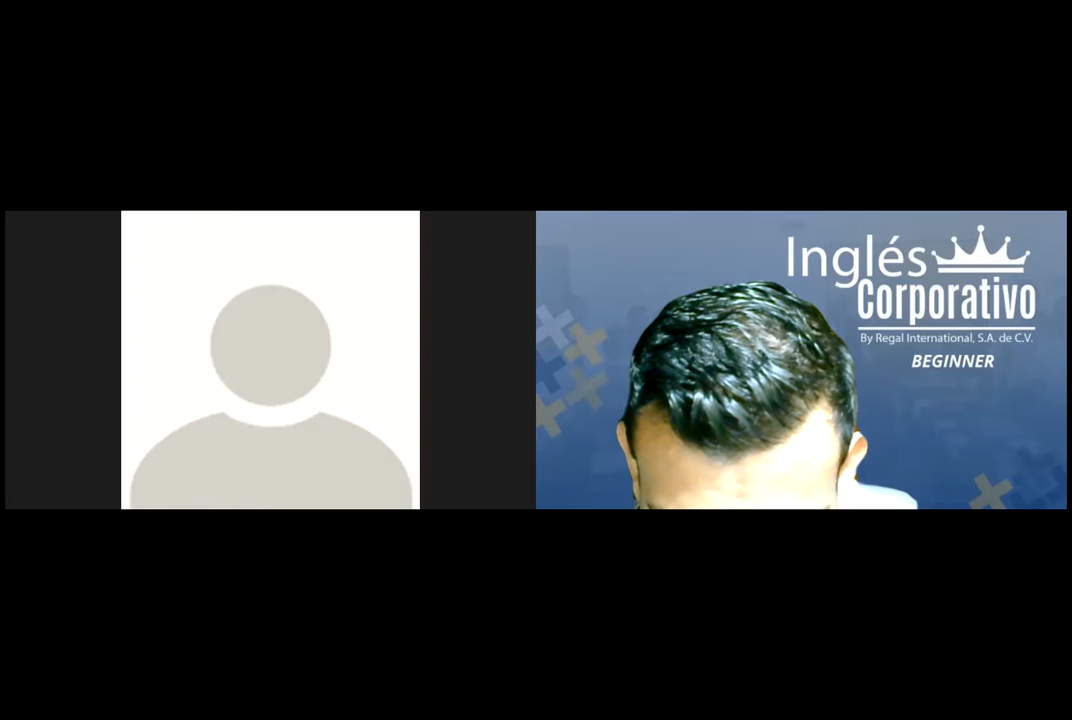 Inglés
Corporativo
By Regal International, S.A. de C.V.
BEGINNER